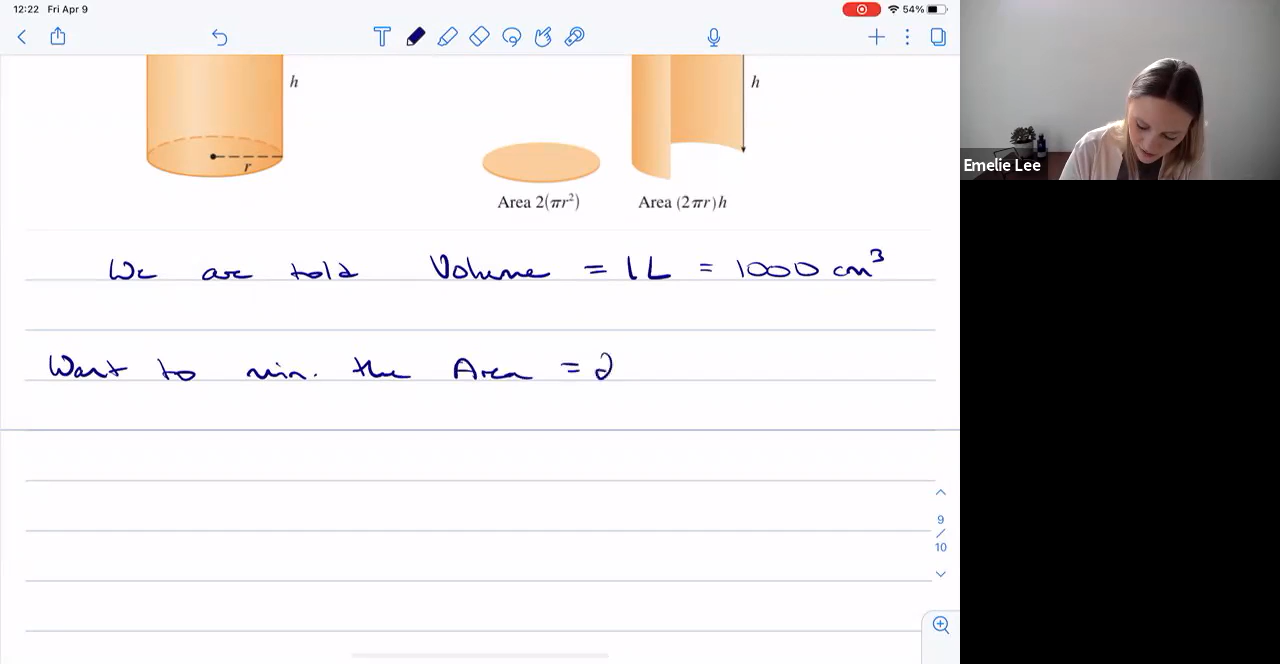 12:22 Fri Apr 9
54%
h
h
r
Area 2(πr²)
Area (2πr)h
Emelie Lee
We are told Volume = 1L = 1000 cm³
Want to min. the Area = 2
9
/
10